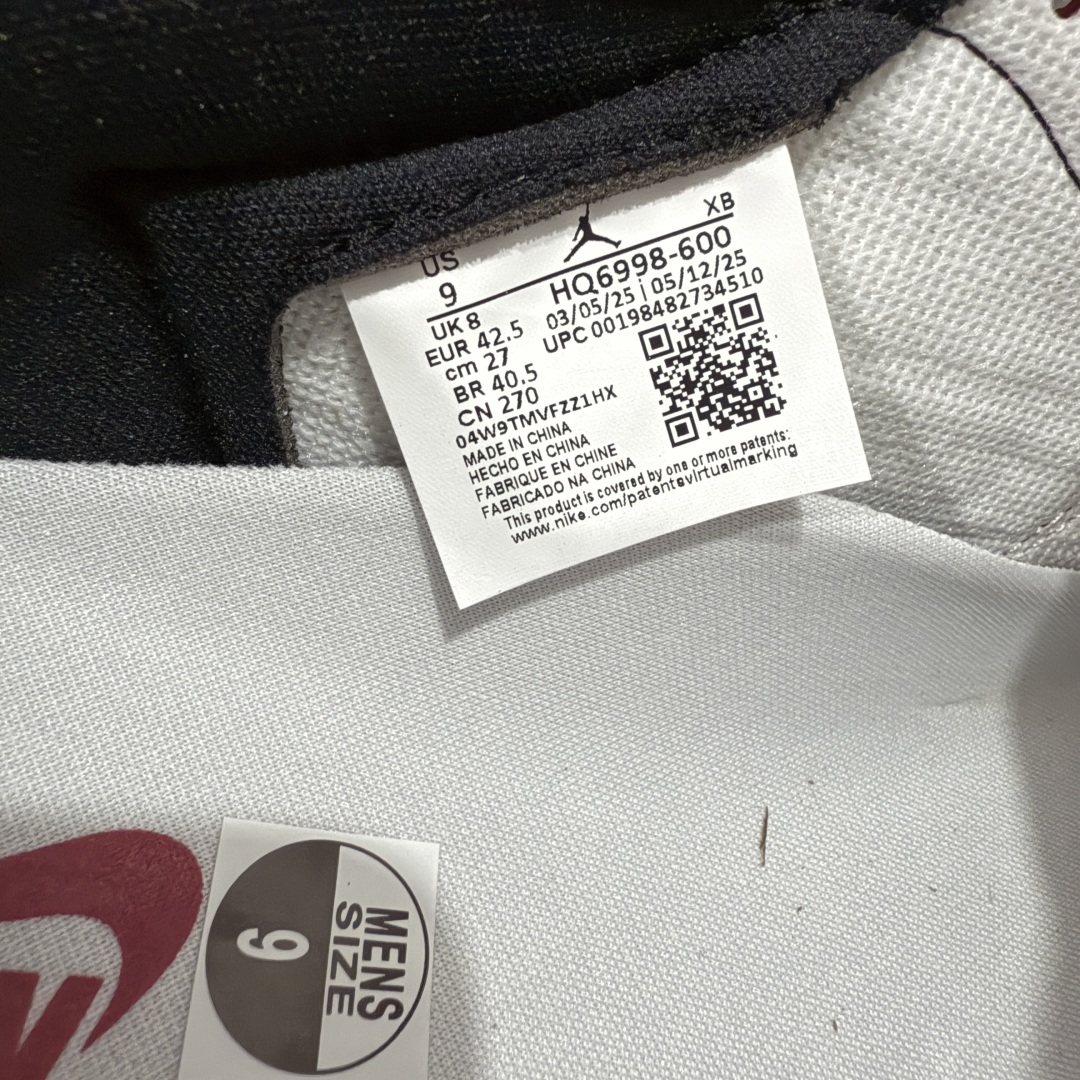 US
XB
9
HQ6998-600
UK 8
03/05/25 | 05/12/25
EUR 42.5
UPC 00198482734510
cm 27
BR 40.5
CN 270
04W9TMVFZZ1HX
MADE IN CHINA
HECHO EN CHINA
FABRIQUE EN CHINE
FABRICADO NA CHINA
This product is covered by one or more patents:
www.nike.com/patentsvirtualmarking
MENS
SIZE
9